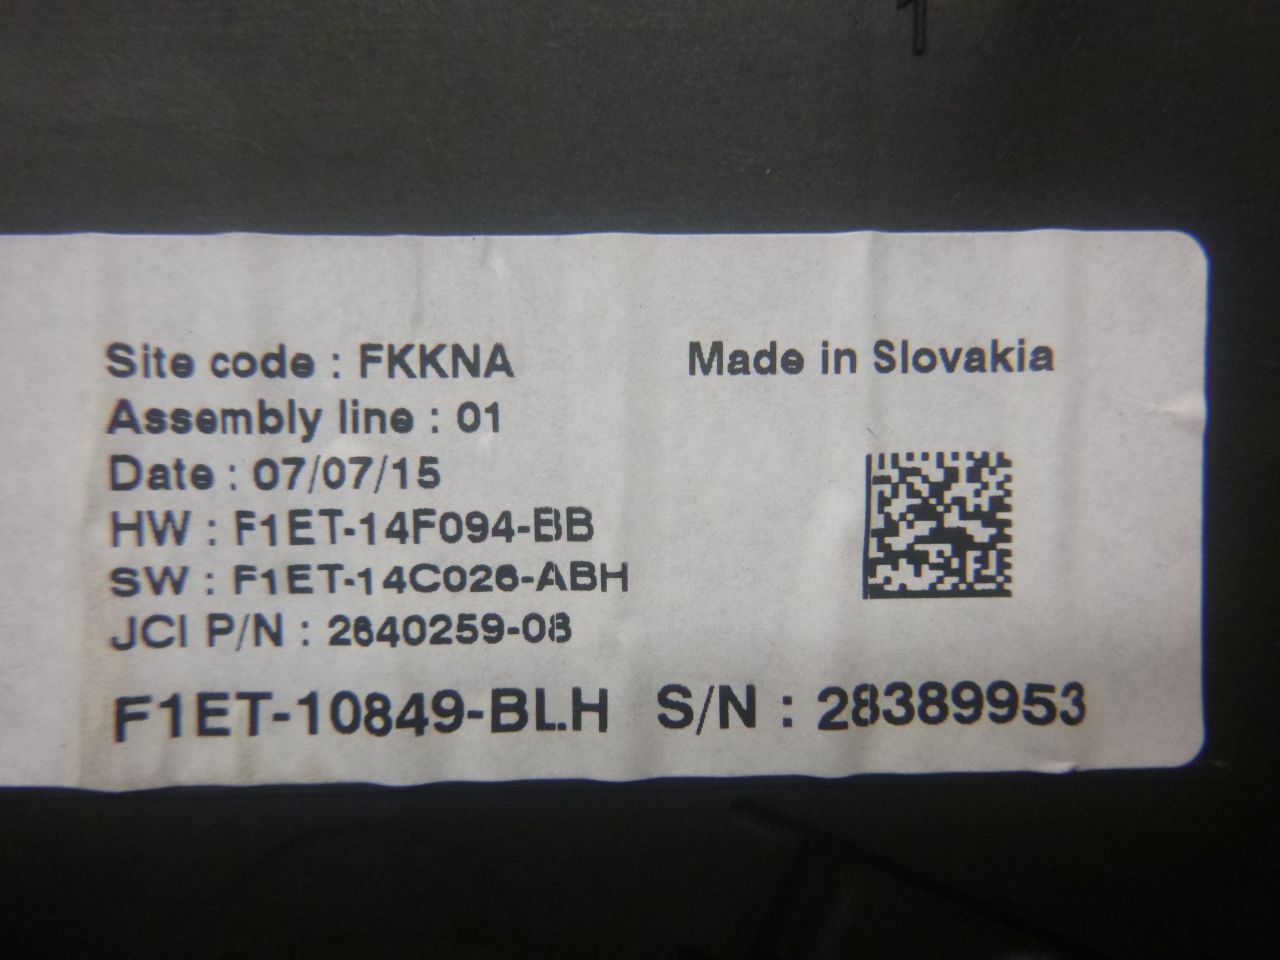 Site code : FKKNA
Made in Slovakia
Assembly line : 01
Date : 07/07/15
HW : F1ET-14F094-BB
SW : F1ET-14C026-ABH
JCI P/N : 2640259-08
F1ET-10849-BLH S/N : 28389953